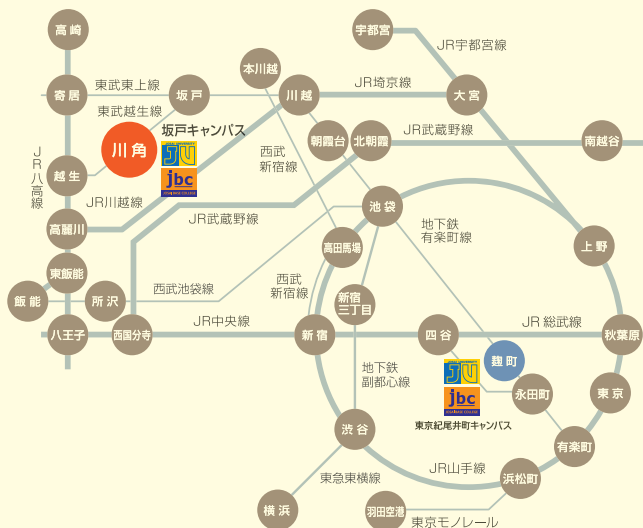 高崎
宇都宮
JR宇都宮線
本川越
東武東上線
JR埼京線
寄居
坂戸
川越
大宮
東武越生線
坂戸キャンパス
川角
朝霞台
北朝霞
JR武蔵野線
南越谷
西武
新宿線
JU
jbc
JR八高線
越生
JR川越線
JR武蔵野線
池袋
地下鉄
有楽町線
高麗川
高田馬場
上野
東飯能
西武
新宿線
飯能
所沢
西武池袋線
新宿
三丁目
JR中央線
JR総武線
八王子
西国分寺
新宿
四谷
秋葉原
麹町
地下鉄
副都心線
JU
jbc
永田町
東京
東京紀尾井町キャンパス
渋谷
有楽町
JR山手線
東急東横線
浜松町
横浜
羽田空港
東京モノレール